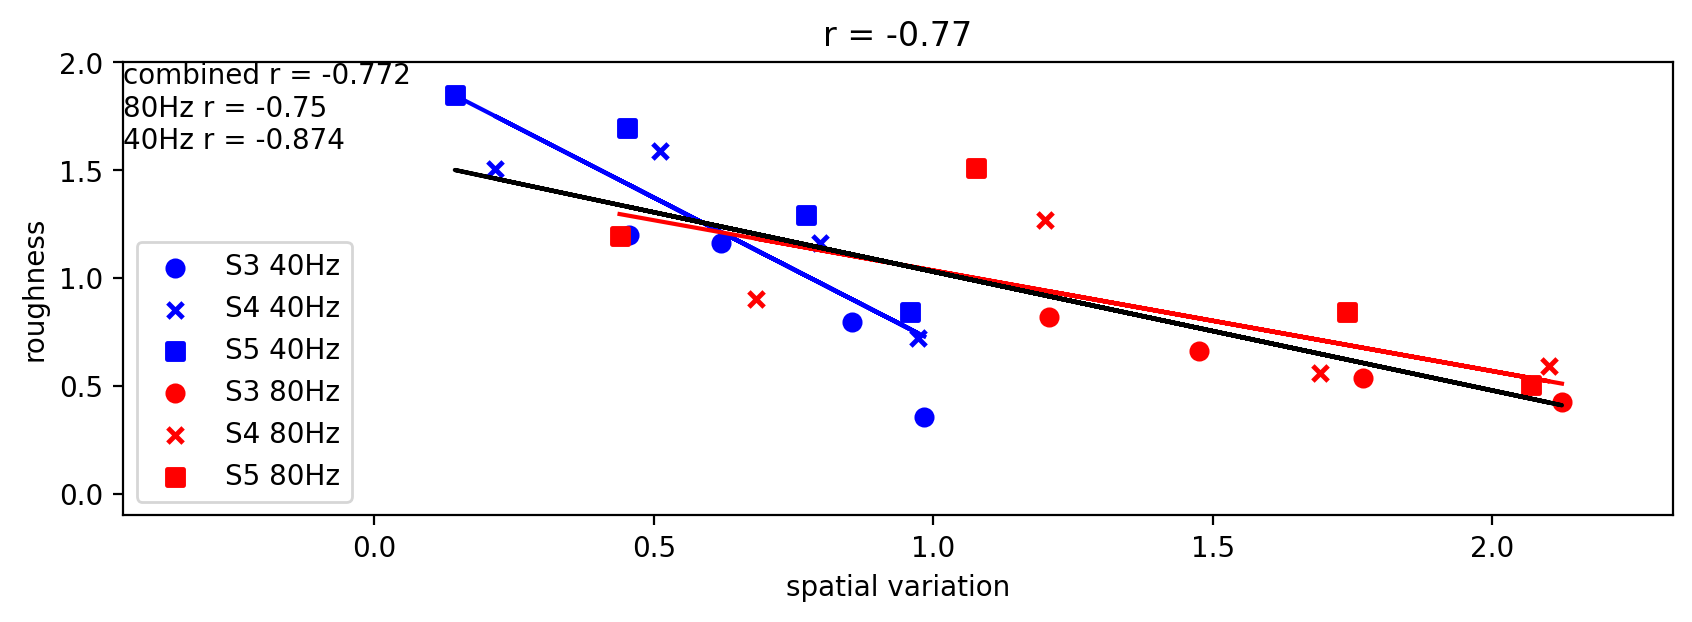 r = -0.77
combined r = -0.772
80Hz r = -0.75
40Hz r = -0.874
2.0
1.5
1.0
0.5
0.0
roughness
S3 40Hz
S4 40Hz
S5 40Hz
S3 80Hz
S4 80Hz
S5 80Hz
0.0 0.5 1.0 1.5 2.0
spatial variation